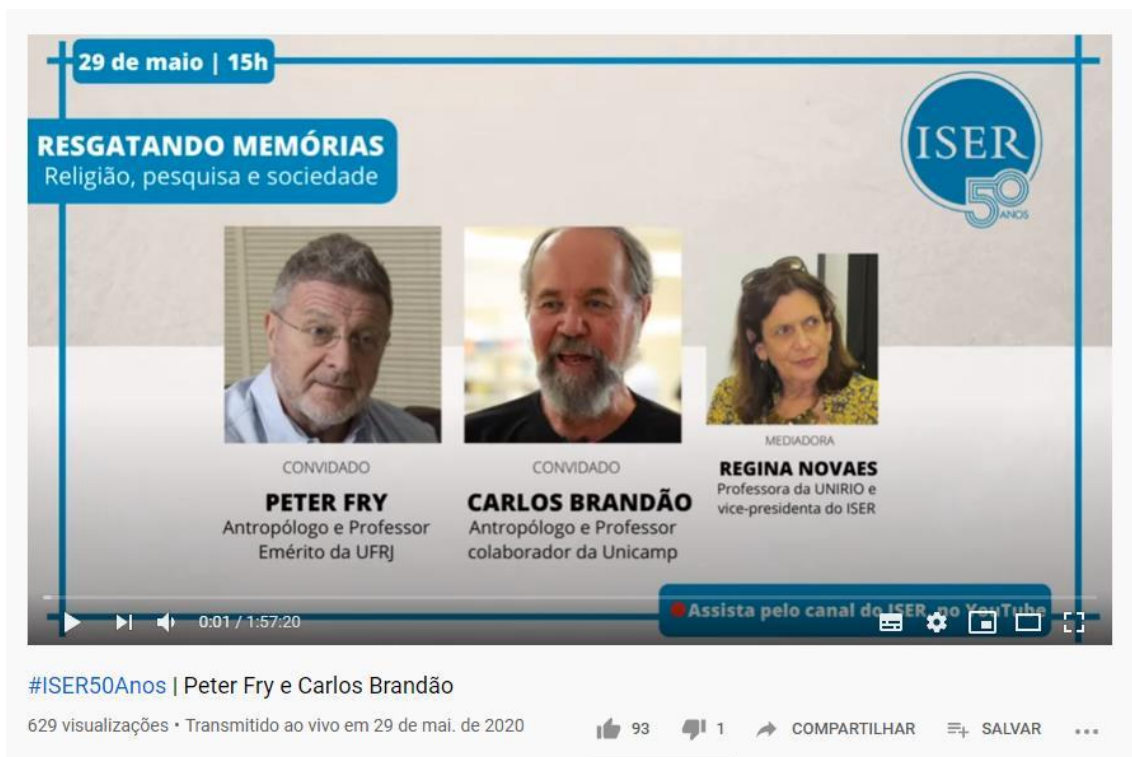 29 de maio | 15h
RESGATANDO MEMÓRIAS
Religião, pesquisa e sociedade
ISER
50
ANOS
CONVIDADO
PETER FRY
Antropólogo e Professor
Emérito da UFRJ
CONVIDADO
CARLOS BRANDÃO
Antropólogo e Professor
colaborador da Unicamp
MEDIADORA
REGINA NOVAES
Professora da UNIRIO e
vice-presidenta do ISER
Assista pelo canal do ISER no YouTube
0:01 / 1:57:20
#ISER50Anos | Peter Fry e Carlos Brandão
629 visualizações • Transmitido ao vivo em 29 de mai. de 2020
93
1
COMPARTILHAR
SALVAR